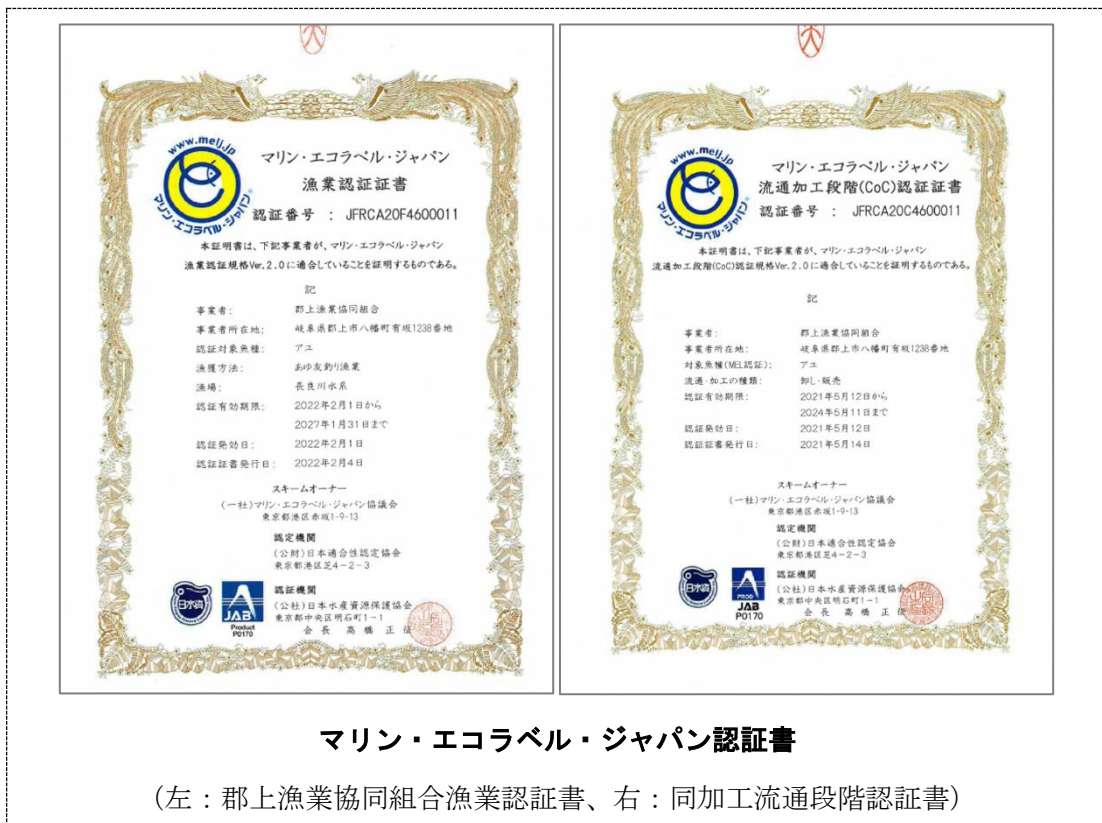 www.melj.jp
マリン・エコラベル・ジャパン
マリン・エコラベル・ジャパン
漁業認証証書
認証番号 : JFRCA20F4600011
本証明書は、下記事業者が、マリン・エコラベル・ジャパン
漁業認証規格Ver.2.0に適合していることを証明するものである。
記
事業者: 郡上漁業協同組合
事業者所在地: 岐阜県郡上市八幡町有坂1238番地
認証対象魚種: アユ
漁獲方法: あゆ友釣り漁業
漁場: 長良川水系
認証有効期限: 2022年2月1日から
2027年1月31日まで
認証発効日: 2022年2月1日
認証証書発行日: 2022年2月4日
スキームオーナー
(一社)マリン・エコラベル・ジャパン協議会
東京都港区赤坂1-9-13
認定機関
(公財)日本適合性認定協会
東京都港区芝4-2-3
認証機関
(公社)日本水産資源保護協会
東京都中央区明石町1-1
会長 高橋 正
日水資
JAB
Product
P0170
www.melj.jp
マリン・エコラベル・ジャパン
マリン・エコラベル・ジャパン
流通加工段階(CoC)認証証書
認証番号 : JFRCA20C4600011
本証明書は、下記事業者が、マリン・エコラベル・ジャパン
流通加工段階(CoC)認証規格Ver.2.0に適合していることを証明するものである。
記
事業者: 郡上漁業協同組合
事業者所在地: 岐阜県郡上市八幡町有坂1238番地
対象魚種(MEL認証): アユ
流通・加工の種類: 卸し・販売
認証有効期限: 2021年5月12日から
2024年5月11日まで
認証発効日: 2021年5月12日
認証証書発行日: 2021年5月14日
スキームオーナー
(一社)マリン・エコラベル・ジャパン協議会
東京都港区赤坂1-9-13
認定機関
(公財)日本適合性認定協会
東京都港区芝4-2-3
認証機関
(公社)日本水産資源保護協会
東京都中央区明石町1-1
会長 高橋 正
日水資
PROD
JAB
P0170
マリン・エコラベル・ジャパン認証書
(左:郡上漁業協同組合漁業認証書、右:同加工流通段階認証書)